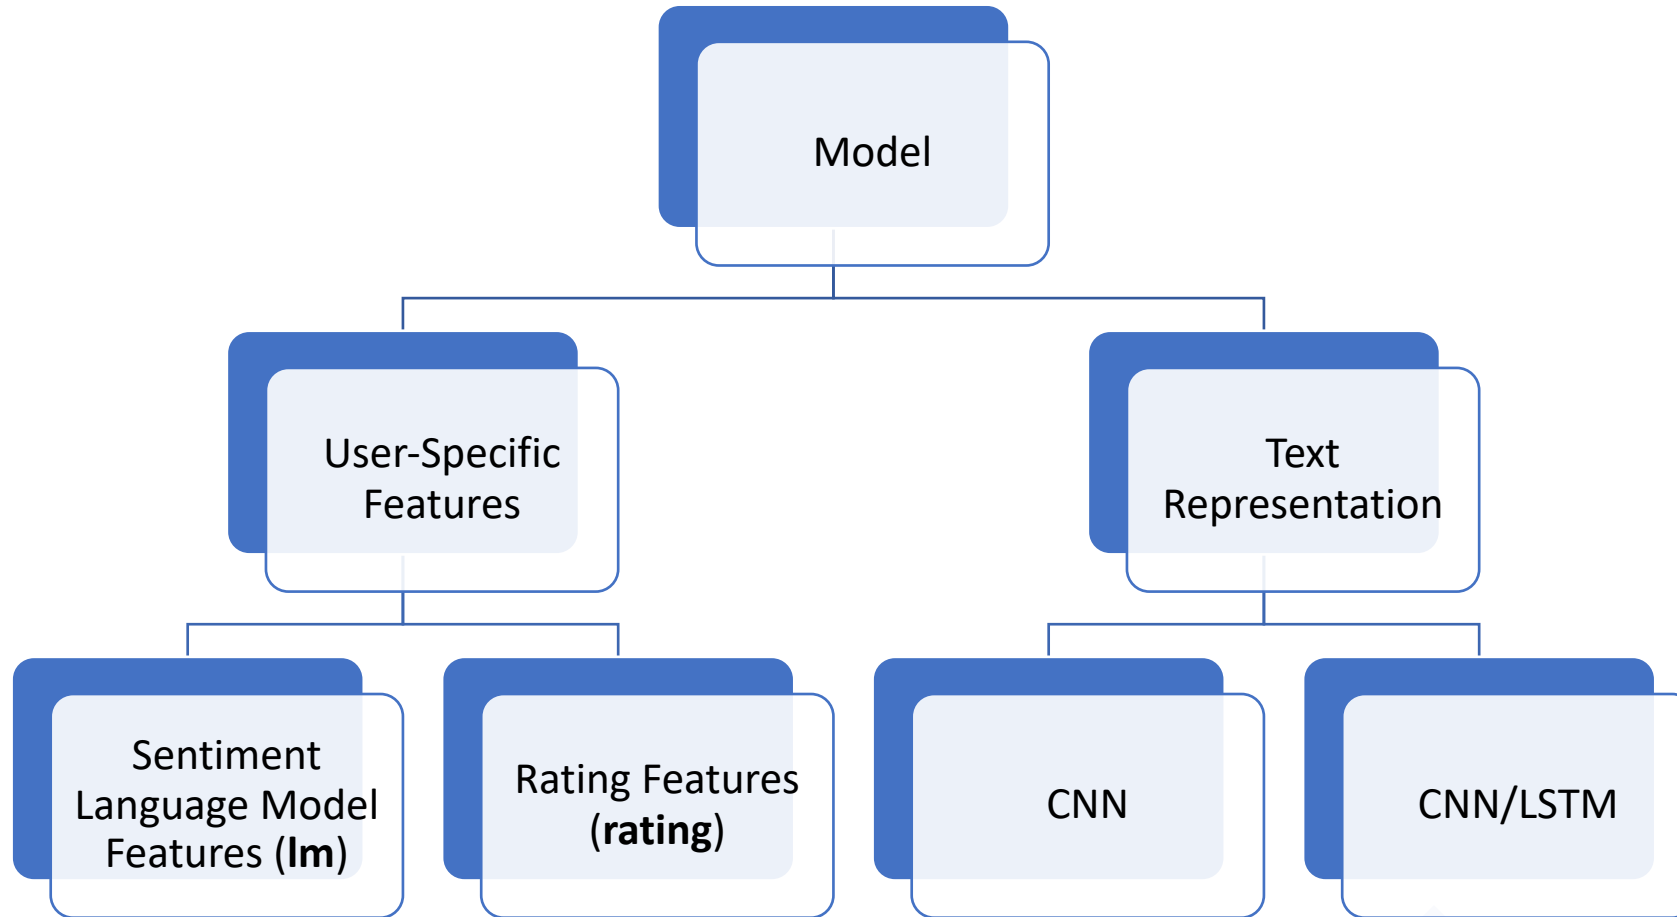 Model
User-Specific
Features
Text
Representation
Sentiment
Language Model
Features (lm)
Rating Features
(rating)
CNN
CNN/LSTM